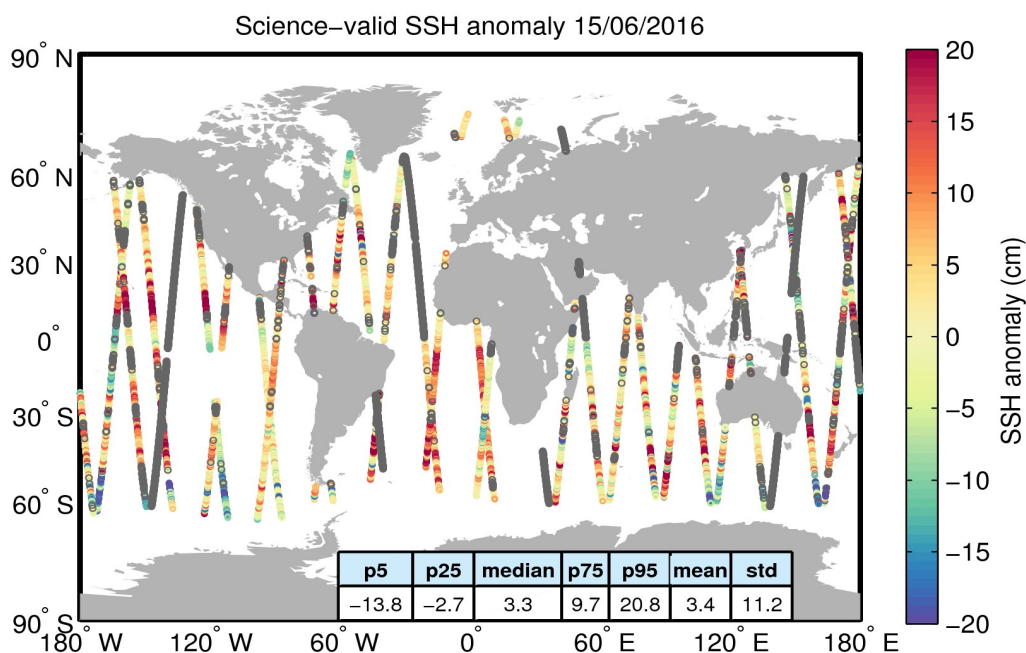 Science−valid SSH anomaly 15/06/2016
90° N
60° N
30° N
0°
30° S
60° S
90° S
180° W
120° W
60° W
0°
60° E
120° E
180° E
p5 p25 median p75 p95 mean std
−13.8 −2.7 3.3 9.7 20.8 3.4 11.2
20
15
10
5
0
−5
−10
−15
−20
SSH anomaly (cm)